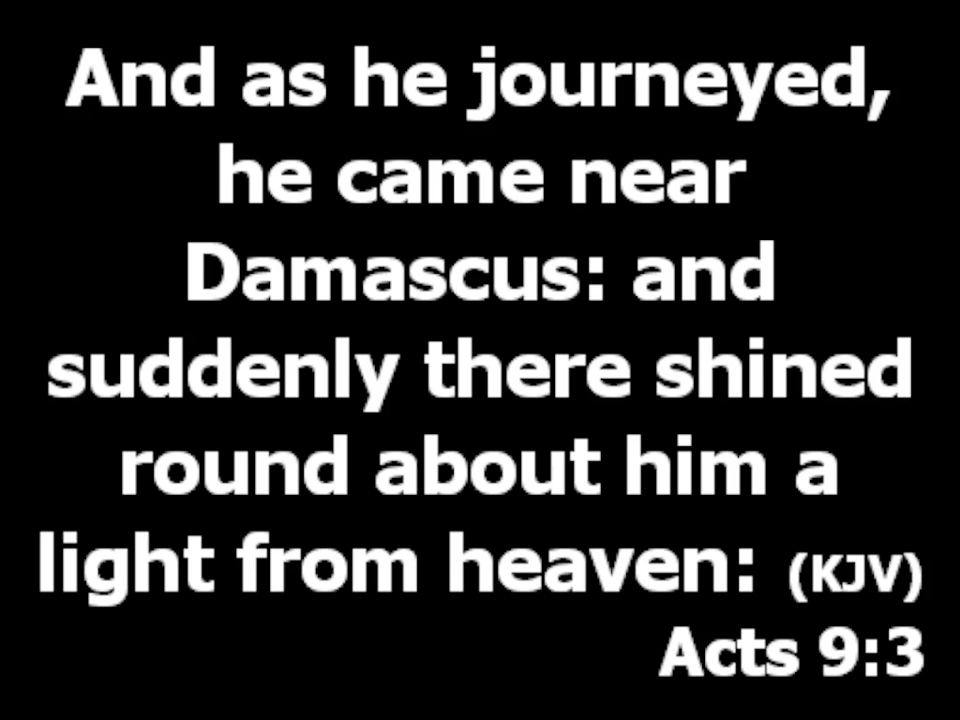 And as he journeyed,
he came near
Damascus: and
suddenly there shined
round about him a
light from heaven: (KJV)
Acts 9:3